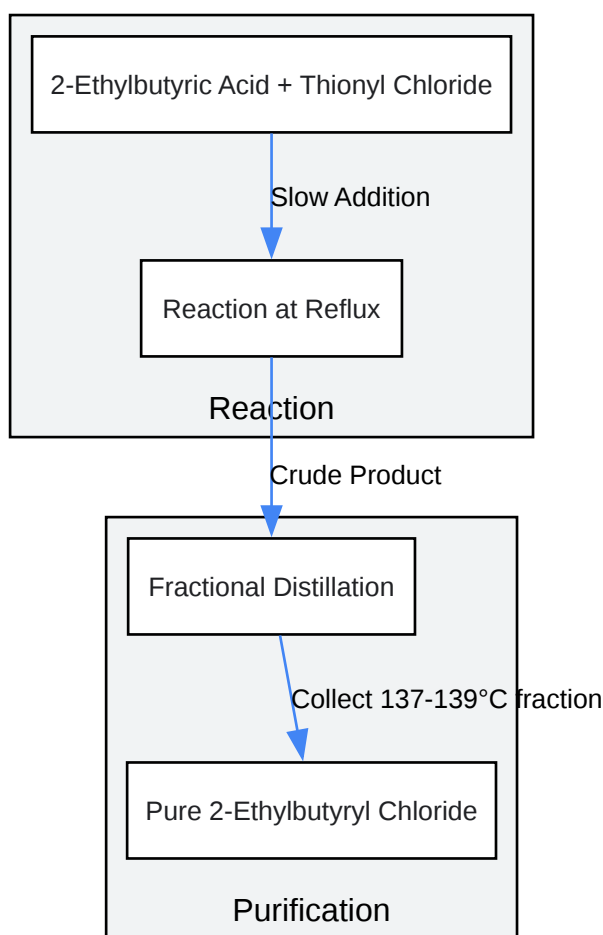 2-Ethylbutyric Acid + Thionyl Chloride
Slow Addition
Reaction at Reflux
Reaction
Crude Product
Fractional Distillation
Collect 137-139°C fraction
Pure 2-Ethylbutyryl Chloride
Purification